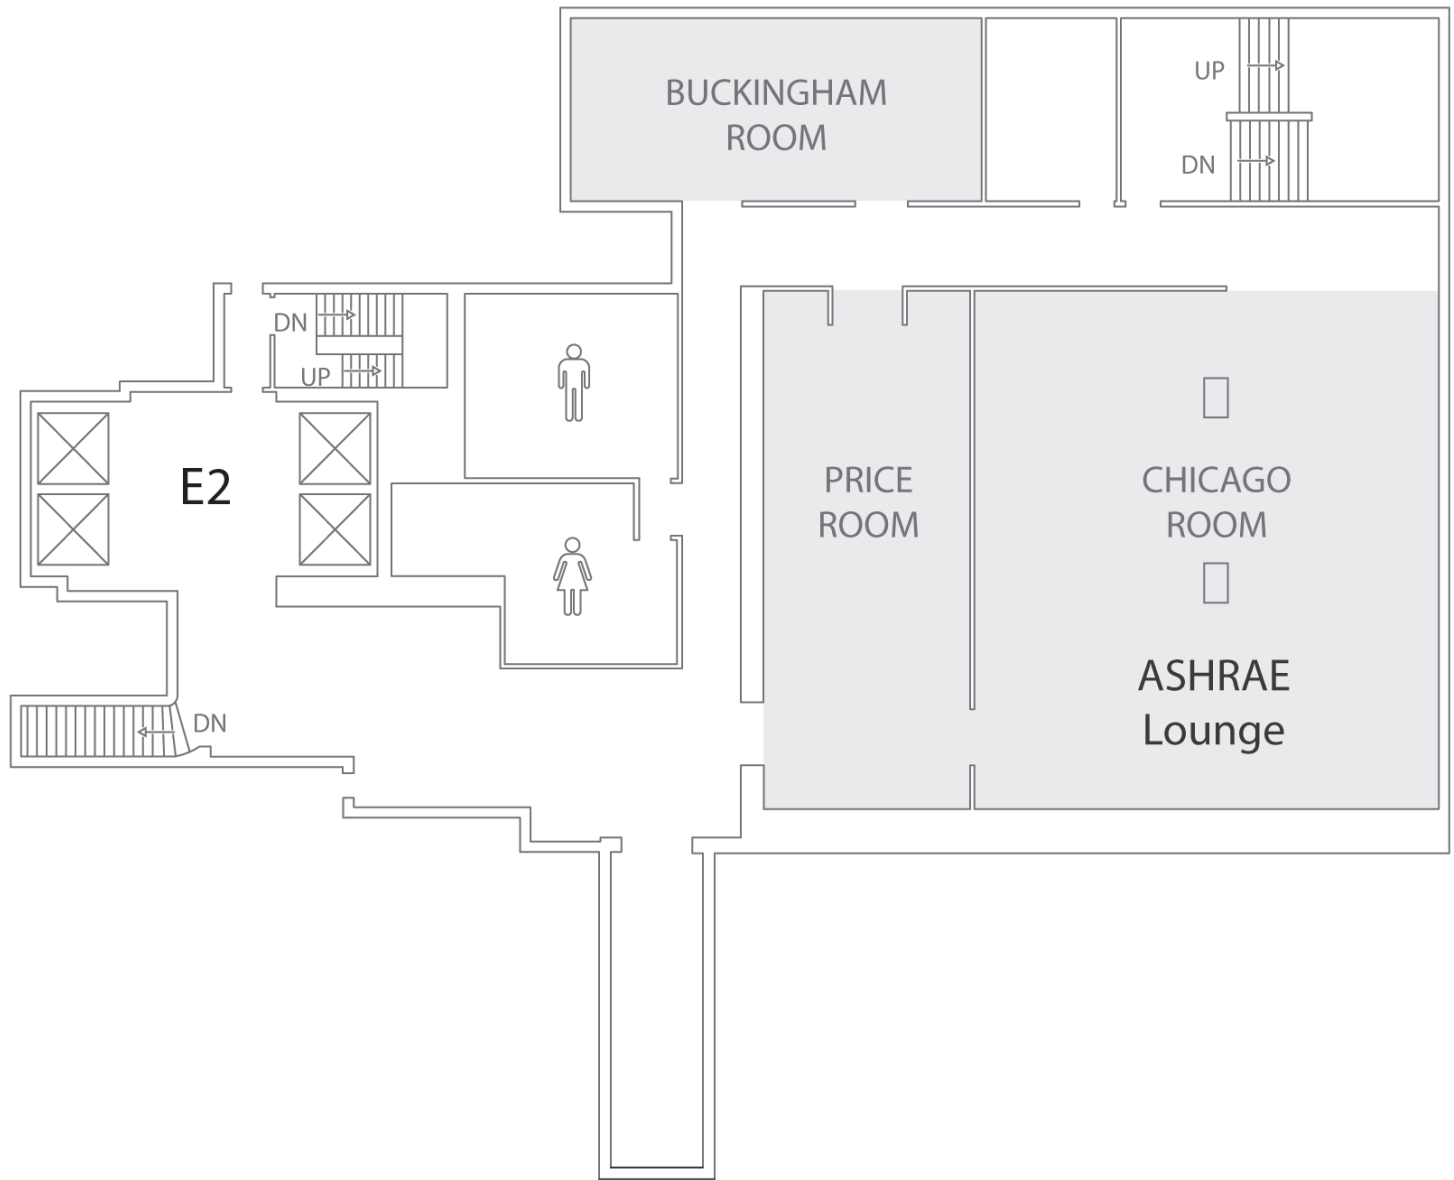 BUCKINGHAM
ROOM
UP
DN
DN
UP
E2
PRICE
ROOM
CHICAGO
ROOM
ASHRAE
Lounge
DN